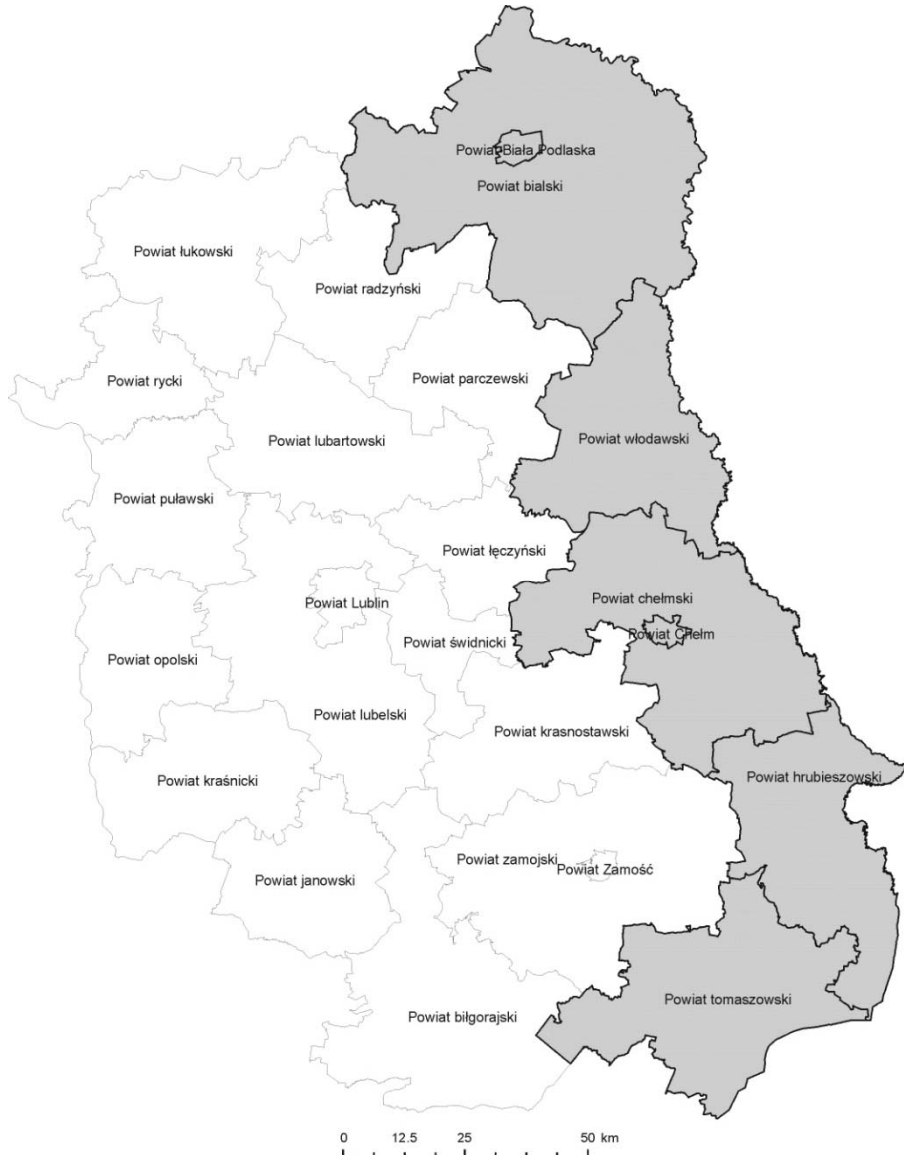 Powiat Biała Podlaska
Powiat bialski
Powiat łukowski
Powiat radzyński
Powiat rycki
Powiat parczewski
Powiat lubartowski
Powiat włodawski
Powiat puławski
Powiat łęczyński
Powiat Lublin
Powiat chełmski
Powiat Chełm
Powiat świdnicki
Powiat opolski
Powiat lubelski
Powiat krasnostawski
Powiat kraśnicki
Powiat hrubieszowski
Powiat zamojski
Powiat Zamość
Powiat janowski
Powiat tomaszowski
Powiat biłgorajski
0 12.5 25 50 km